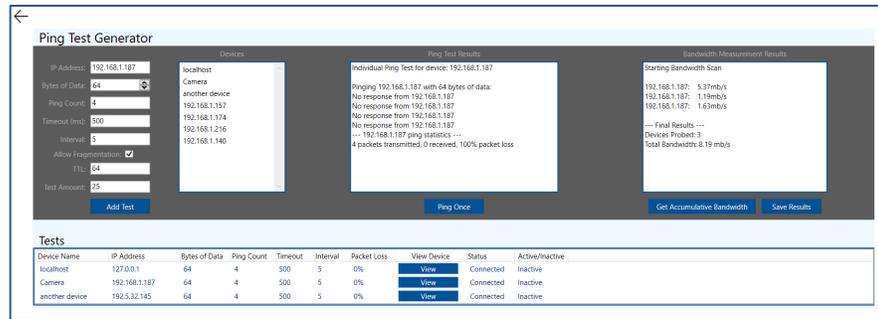 Ping Test Generator
Devices
Ping Test Results
Bandwidth Measurement Results
IP Address: 192.168.1.187
Bytes of Data: 64
Ping Count: 4
Timeout (ms): 500
Interval: 5
Allow Fragmentation:
TTL: 64
Test Amount: 25
Add Test
localhost
Camera
another device
192.168.1.157
192.168.1.174
192.168.1.216
192.168.1.140
Individual Ping Test for device: 192.168.1.187
Pinging 192.168.1.187 with 64 bytes of data:
No response from 192.168.1.187
No response from 192.168.1.187
No response from 192.168.1.187
No response from 192.168.1.187
--- 192.168.1.187 ping statistics ---
4 packets transmitted, 0 received, 100% packet loss
Ping Once
Starting Bandwidth Scan
192.168.1.187: 5.37mb/s
192.168.1.187: 1.19mb/s
192.168.1.187: 1.63mb/s
--- Final Results ---
Devices Probed: 3
Total Bandwidth: 8.19 mb/s
Get Accumulative Bandwidth Save Results
Tests
Device Name IP Address Bytes of Data Ping Count Timeout Interval Packet Loss View Device Status Active/Inactive
localhost 127.0.0.1 64 4 500 5 0% View Connected Inactive
Camera 192.168.1.187 64 4 500 5 0% View Connected Inactive
another device 192.5.32.145 64 4 500 5 0% View Connected Inactive